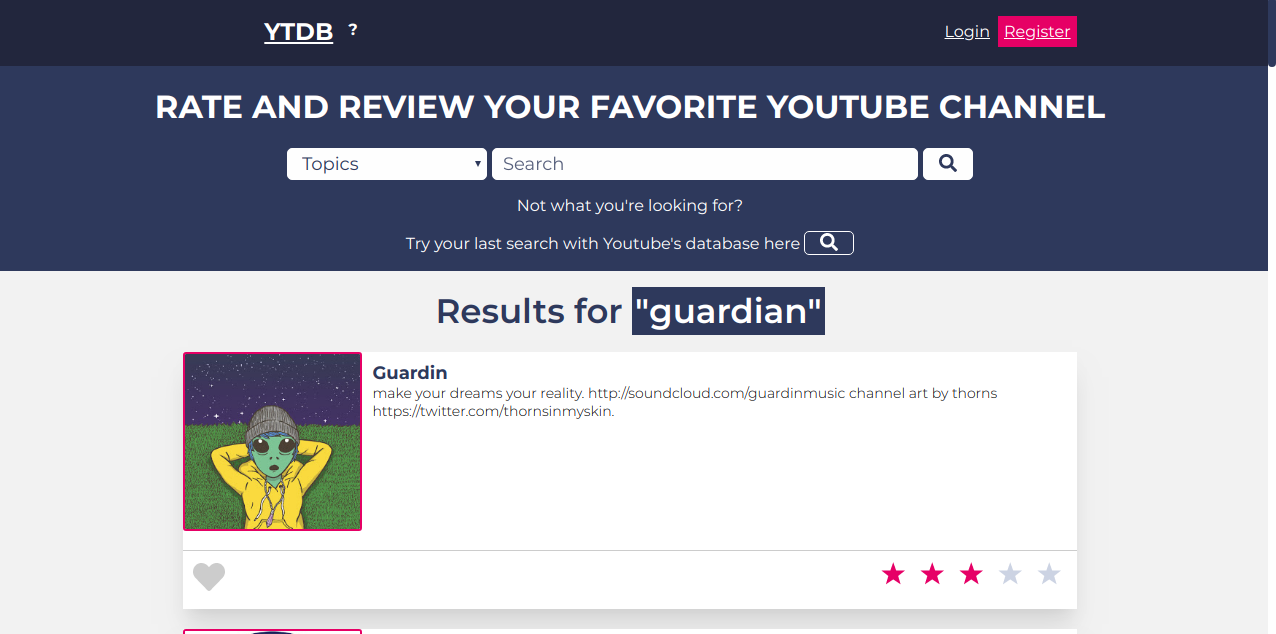 YTDB ? Login Register
RATE AND REVIEW YOUR FAVORITE YOUTUBE CHANNEL
Topics Search
Not what you're looking for?
Try your last search with Youtube's database here
Results for "guardian"
Guardin
make your dreams your reality. http://soundcloud.com/guardinmusic channel art by thorns
https://twitter.com/thornsinmyskin.